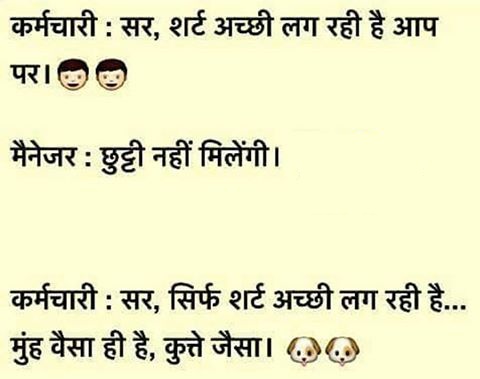 कर्मचारी : सर, शर्ट अच्छी लग रही है आप
पर।👦👦
मैनेजर : छुट्टी नहीं मिलेंगी।
कर्मचारी : सर, सिर्फ शर्ट अच्छी लग रही है...
मुंह वैसा ही है, कुत्ते जैसा। 🐶🐶